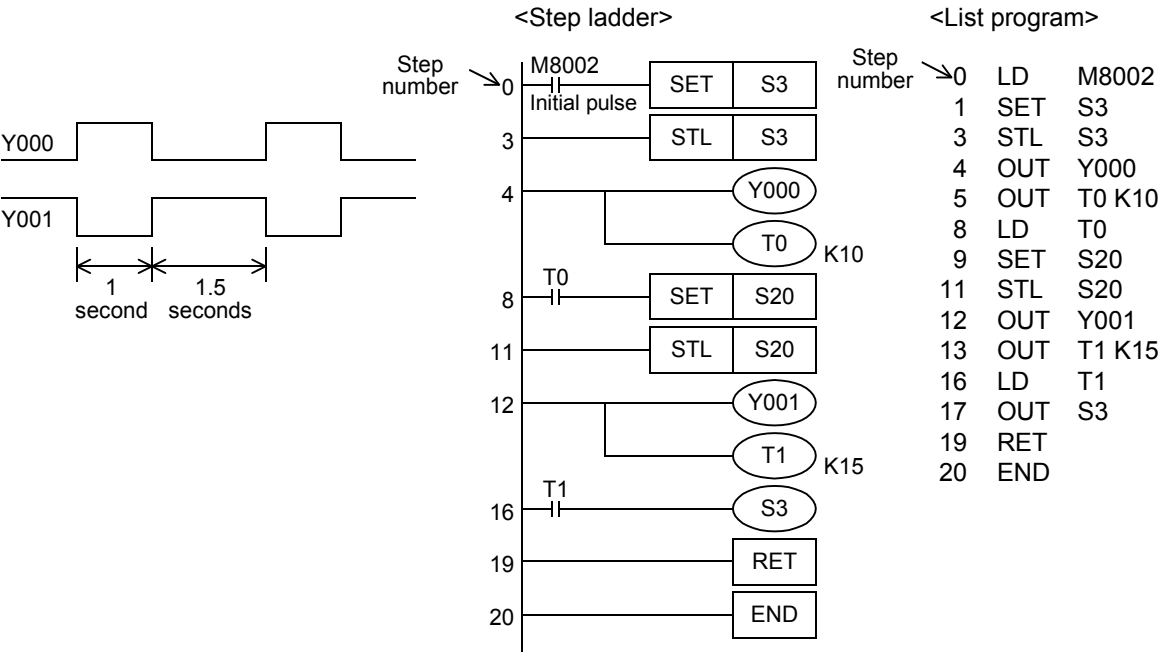 <Step ladder>
<List program>
Y000
Y001
1
second
1.5
seconds
Step
number
0
M8002
Initial pulse
SET S3
3 STL S3
4 Y000
T0 K10
8 T0 SET S20
11 STL S20
12 Y001
T1 K15
16 T1 S3
19 RET
20 END
Step
number
0 LD M8002
1 SET S3
3 STL S3
4 OUT Y000
5 OUT T0 K10
8 LD T0
9 SET S20
11 STL S20
12 OUT Y001
13 OUT T1 K15
16 LD T1
17 OUT S3
19 RET
20 END